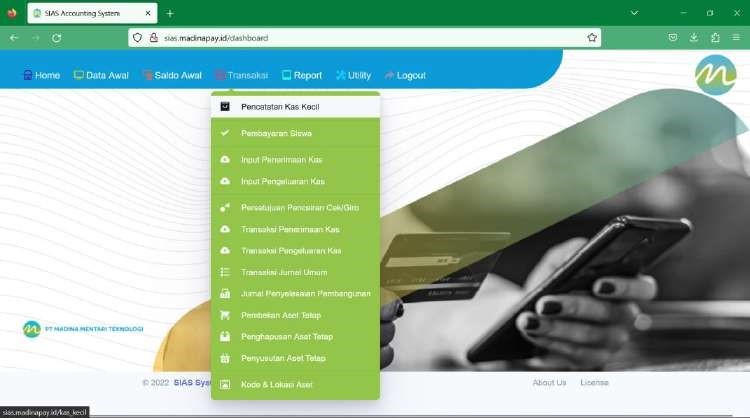 SIAS Accounting System
sias.madinapay.id/dashboard
Home Data Awal Saldo Awal Transaksi Report Utility Logout
Pencatatan Kas Kecil
Pembayaran Siswa
Input Penerimaan Kas
Input Pengeluaran Kas
Persetujuan Pencairan Cek/Giro
Transaksi Penerimaan Kas
Transaksi Pengeluaran Kas
Transaksi Jurnal Umum
Jurnal Penyelesaian Pembangunan
Pembelian Aset Tetap
Penghapusan Aset Tetap
Penyusutan Aset Tetap
Kode & Lokasi Aset
PT MADINA MENTARI TEKNOLOGI
© 2022 SIAS Sys
About Us License
sias.madinapay.id/kas_kecil